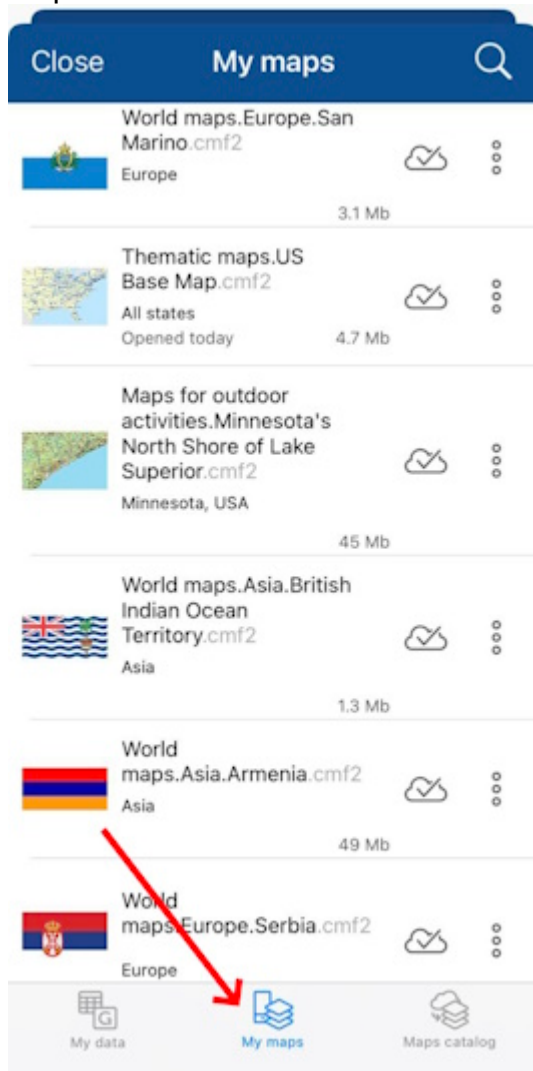 Close
My maps
World maps.Europe.San
Marino.cmf2
Europe
3.1 Mb
Thematic maps.US
Base Map.cmf2
All states
Opened today
4.7 Mb
Maps for outdoor
activities.Minnesota's
North Shore of Lake
Superior.cmf2
Minnesota, USA
45 Mb
World maps.Asia.British
Indian Ocean
Territory.cmf2
Asia
1.3 Mb
World
maps.Asia.Armenia.cmf2
Asia
49 Mb
World
maps.Europe.Serbia.cmf2
Europe
G
My data
My maps
Maps catalog